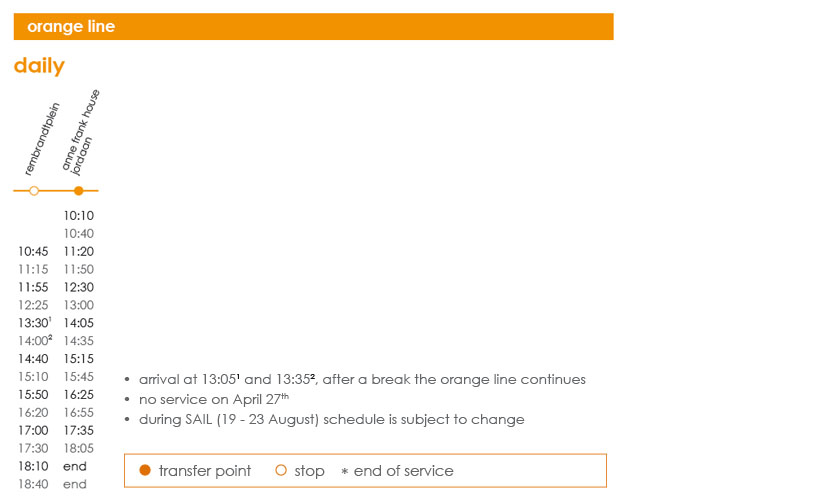 orange line
daily
rembrandtplein
anne frank house
jordaan
10:10
10:40
10:45 11:20
11:15 11:50
11:55 12:30
12:25 13:00
13:30¹ 14:05
14:00² 14:35
14:40 15:15
15:10 15:45
15:50 16:25
16:20 16:55
17:00 17:35
17:30 18:05
18:10 end
18:40 end
• arrival at 13:05¹ and 13:35², after a break the orange line continues
• no service on April 27th
• during SAIL (19 - 23 August) schedule is subject to change
transfer point stop * end of service